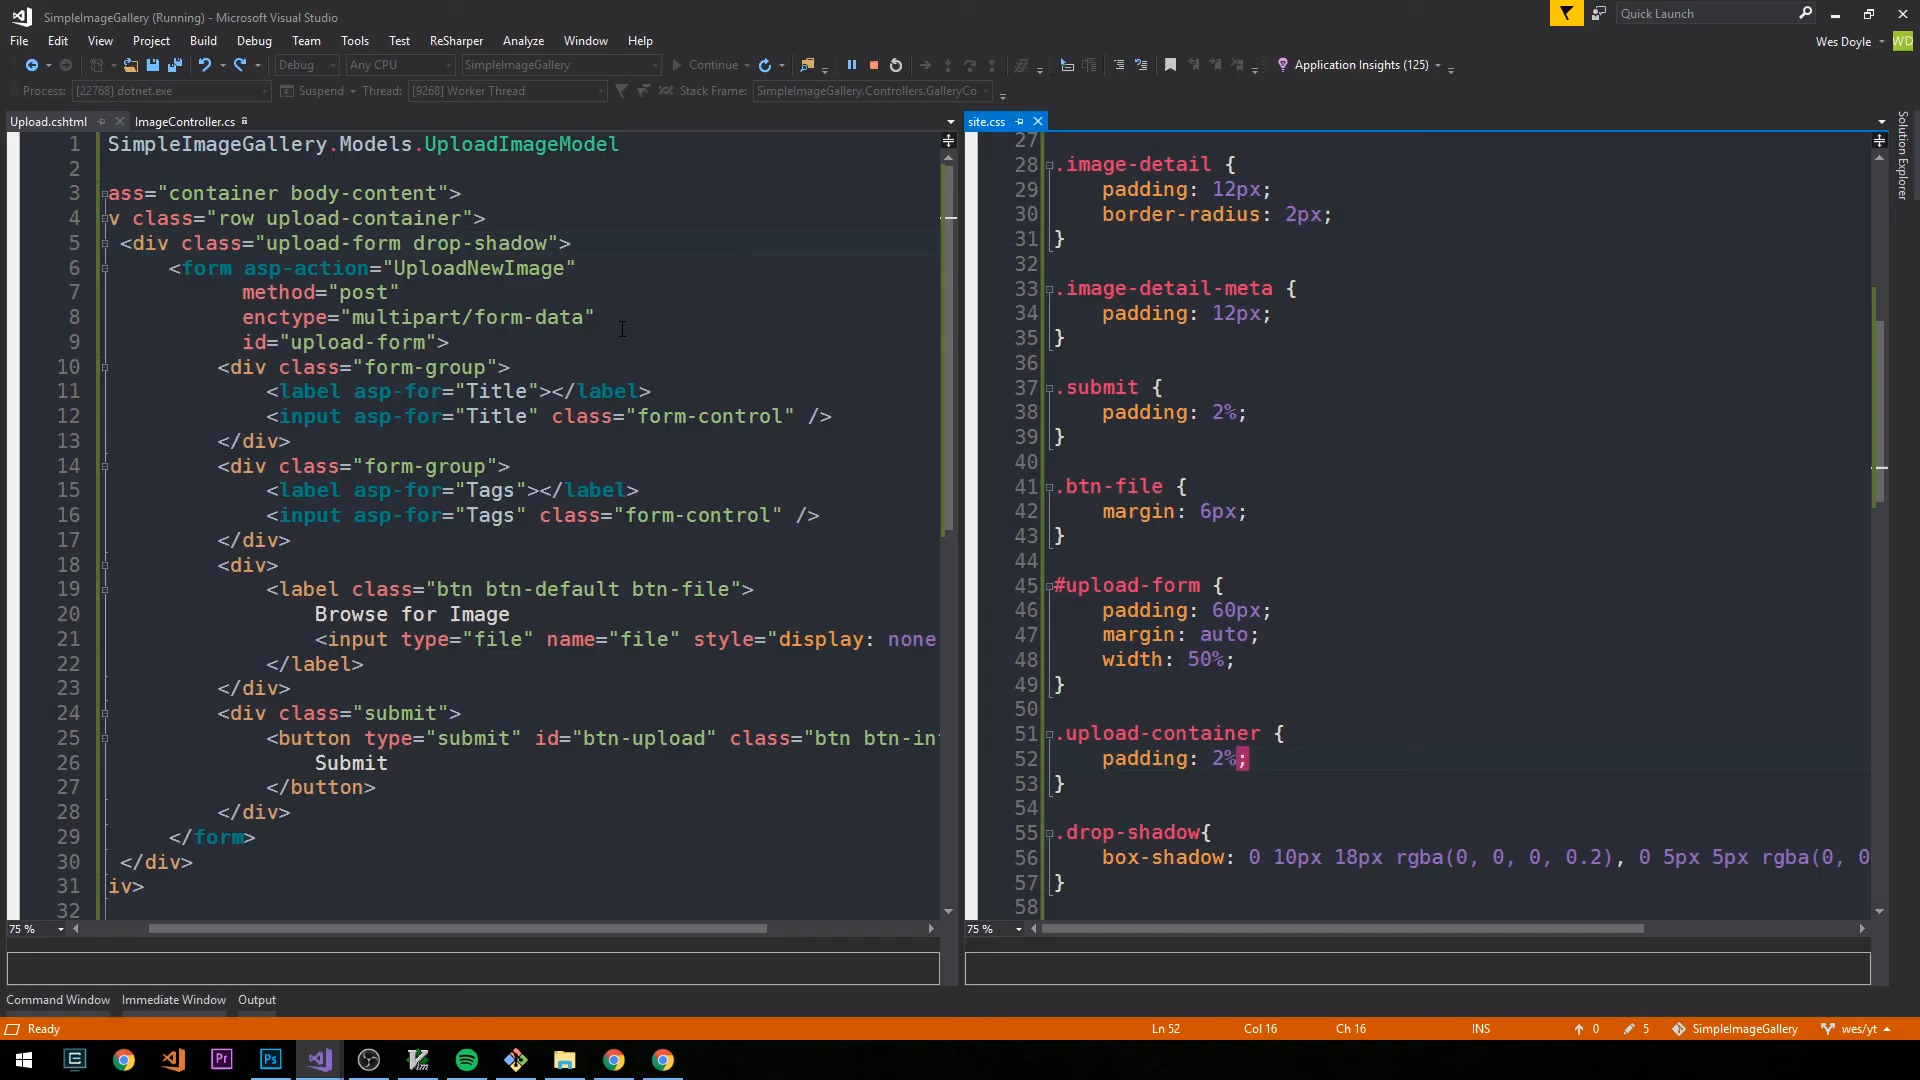 SimpleImageGallery (Running) - Microsoft Visual Studio
Quick Launch
File Edit View Project Build Debug Team Tools Test ReSharper Analyze Window Help
Wes Doyle WD
Debug Any CPU SimpleImageGallery Continue Application Insights (125)
Process: [22768] dotnet.exe Suspend Thread: [9268] Worker Thread Stack Frame: SimpleImageGallery.Controllers.GalleryCo
Upload.cshtml ImageController.cs
1 SimpleImageGallery.Models.UploadImageModel
2
3 ass="container body-content">
4 v class="row upload-container">
5 <div class="upload-form drop-shadow">
6 <form asp-action="UploadNewImage"
7 method="post"
8 enctype="multipart/form-data"
9 id="upload-form">
10 <div class="form-group">
11 <label asp-for="Title"></label>
12 <input asp-for="Title" class="form-control" />
13 </div>
14 <div class="form-group">
15 <label asp-for="Tags"></label>
16 <input asp-for="Tags" class="form-control" />
17 </div>
18 <div>
19 <label class="btn btn-default btn-file">
20 Browse for Image
21 <input type="file" name="file" style="display: none
22 </label>
23 </div>
24 <div class="submit">
25 <button type="submit" id="btn-upload" class="btn btn-in
26 Submit
27 </button>
28 </div>
29 </form>
30 </div>
31 iv>
32
75 %
site.css
27
28 .image-detail {
29 padding: 12px;
30 border-radius: 2px;
31 }
32
33 .image-detail-meta {
34 padding: 12px;
35 }
36
37 .submit {
38 padding: 2%;
39 }
40
41 .btn-file {
42 margin: 6px;
43 }
44
45 #upload-form {
46 padding: 60px;
47 margin: auto;
48 width: 50%;
49 }
50
51 .upload-container {
52 padding: 2%;
53 }
54
55 .drop-shadow{
56 box-shadow: 0 10px 18px rgba(0, 0, 0, 0.2), 0 5px 5px rgba(0, 0
57 }
58
75 %
Solution Explorer
Command Window Immediate Window Output
Ready Ln 52 Col 16 Ch 16 INS 0 5 SimpleImageGallery wes/yt
Pr Ps Vim